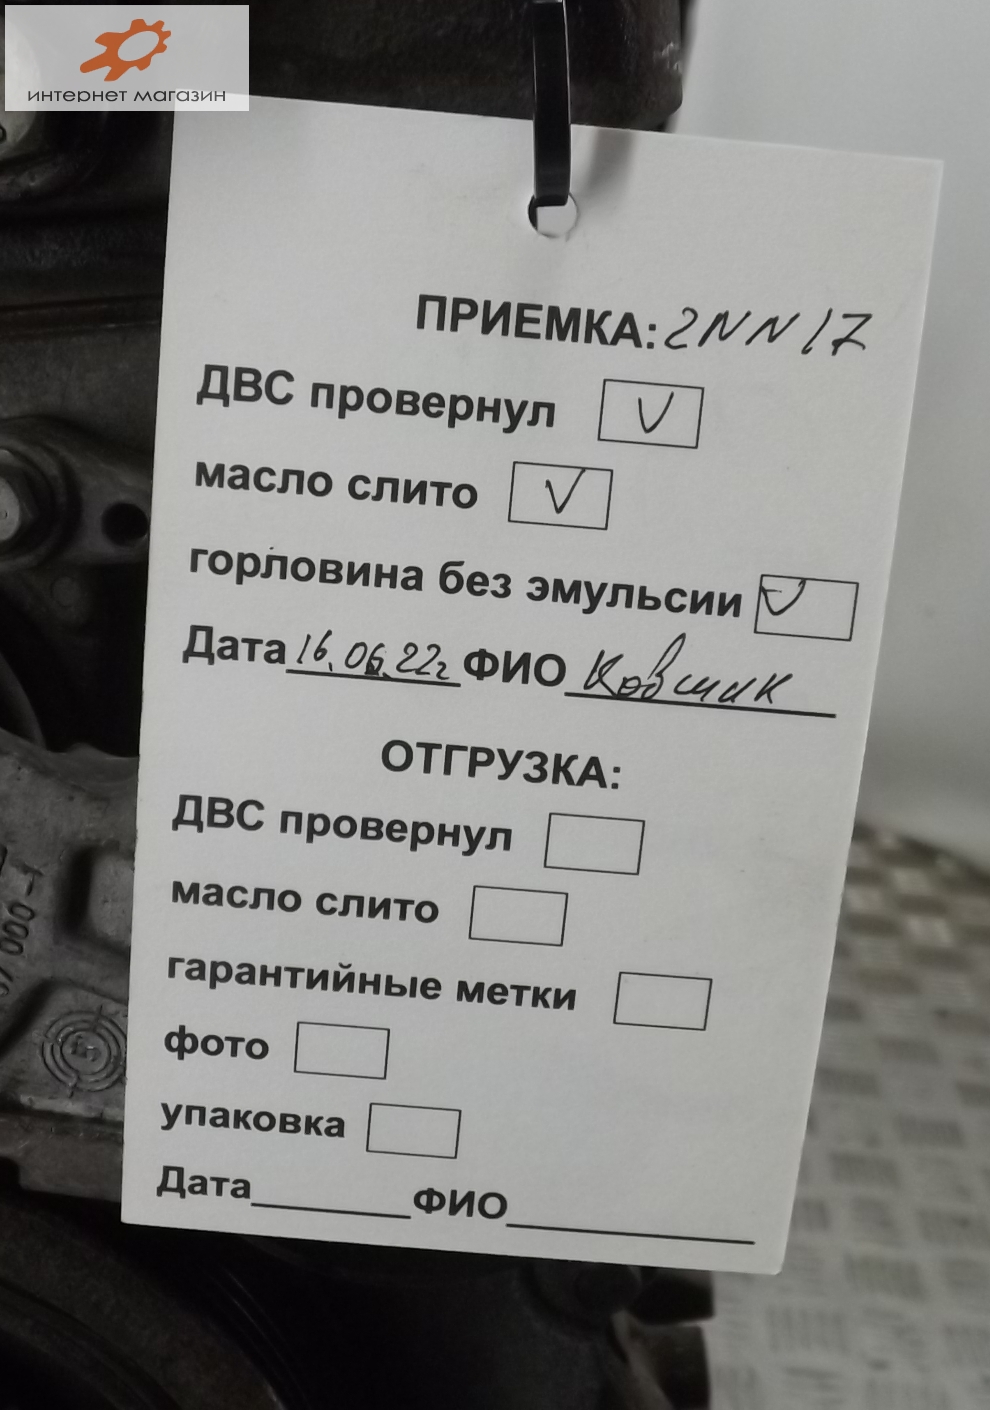 интернет магазин
ПРИЕМКА: 2NN17
ДВС провернул
масло слито
горловина без эмульсии
Дата 16.06.22г ФИО Ковшик
ОТГРУЗКА:
ДВС провернул
масло слито
гарантийные метки
фото
упаковка
Дата ФИО